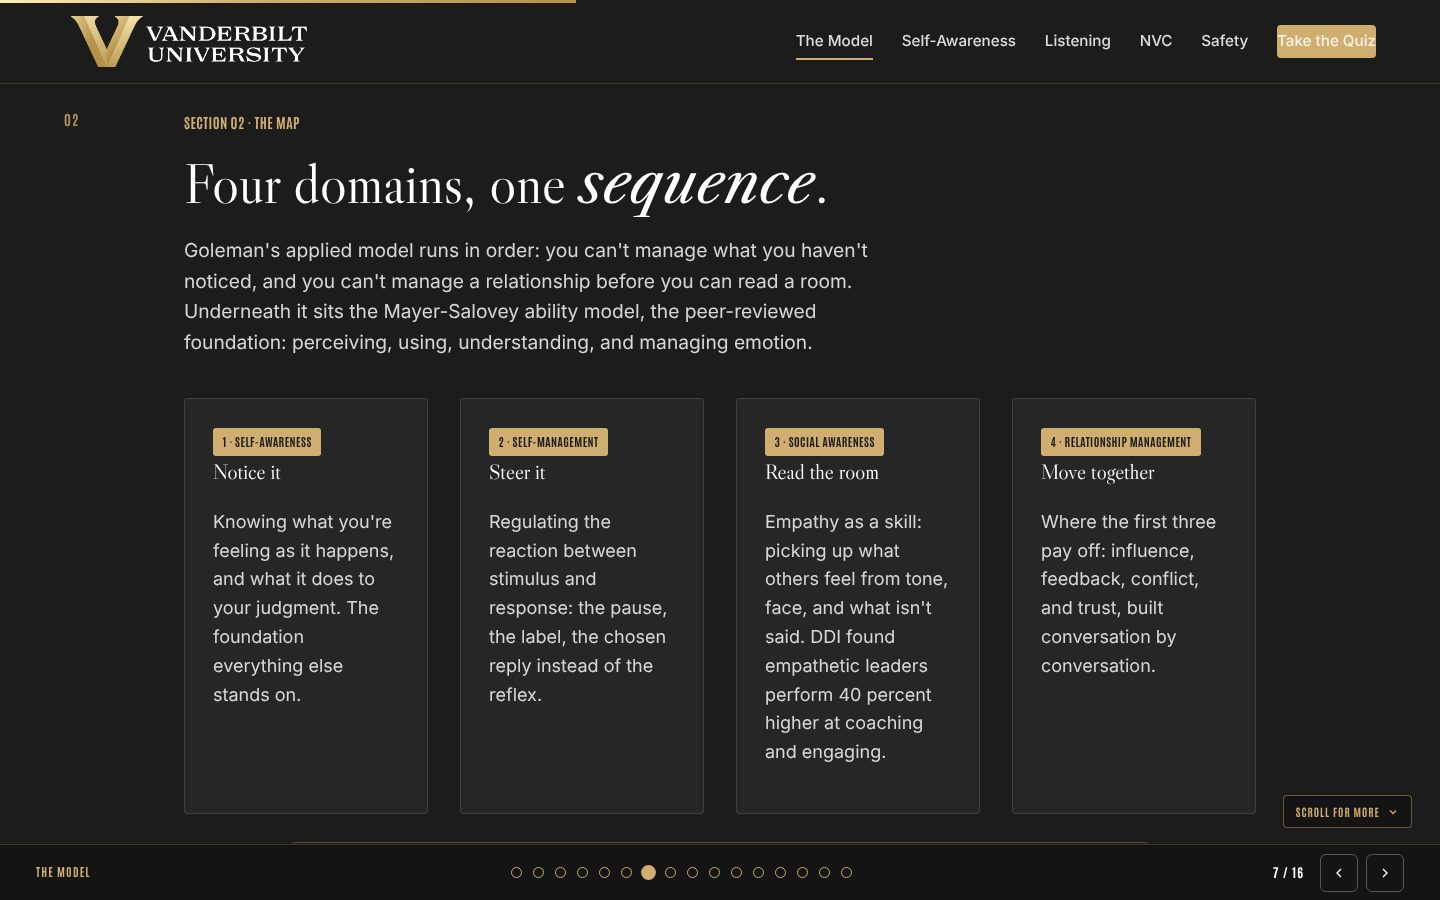 VANDERBILT
UNIVERSITY
The Model
Self-Awareness
Listening
NVC
Safety
Take the Quiz
02
SECTION 02 · THE MAP
Four domains, one sequence.
Goleman's applied model runs in order: you can't manage what you haven't
noticed, and you can't manage a relationship before you can read a room.
Underneath it sits the Mayer-Salovey ability model, the peer-reviewed
foundation: perceiving, using, understanding, and managing emotion.
1 · SELF-AWARENESS
Notice it
Knowing what you're
feeling as it happens,
and what it does to
your judgment. The
foundation
everything else
stands on.
2 · SELF-MANAGEMENT
Steer it
Regulating the
reaction between
stimulus and
response: the pause,
the label, the chosen
reply instead of the
reflex.
3 · SOCIAL AWARENESS
Read the room
Empathy as a skill:
picking up what
others feel from tone,
face, and what isn't
said. DDI found
empathetic leaders
perform 40 percent
higher at coaching
and engaging.
4 · RELATIONSHIP MANAGEMENT
Move together
Where the first three
pay off: influence,
feedback, conflict,
and trust, built
conversation by
conversation.
SCROLL FOR MORE
THE MODEL
7 / 16